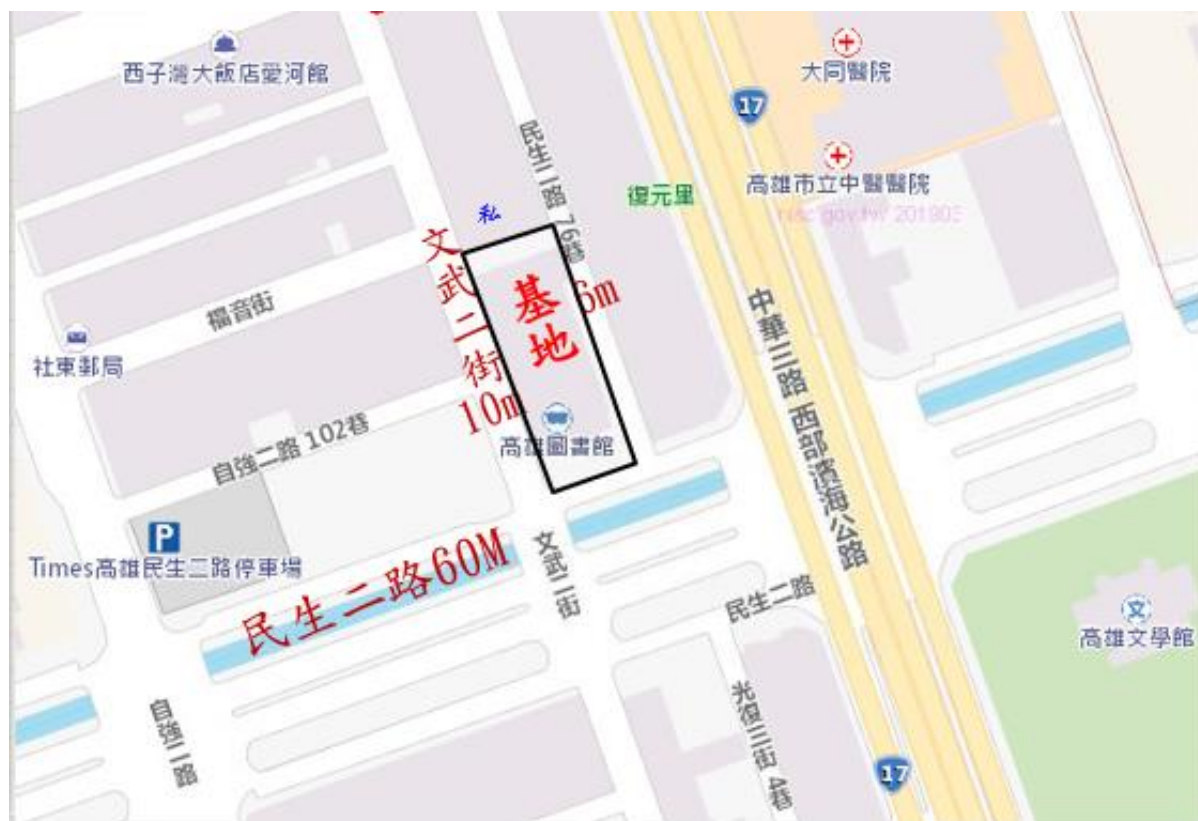 西子灣大飯店愛河館
大同醫院
17
民生二路 76巷
高雄市立中醫醫院
復元里
私
文武二街
10m
基地
6m
福音街
中華三路 西部濱海公路
社東郵局
高雄圖書館
自強二路 102巷
P
Times高雄民生二路停車場
民生二路60M
文武二街
民生二路
文
高雄文學館
光復三街 4巷
自強二路
17